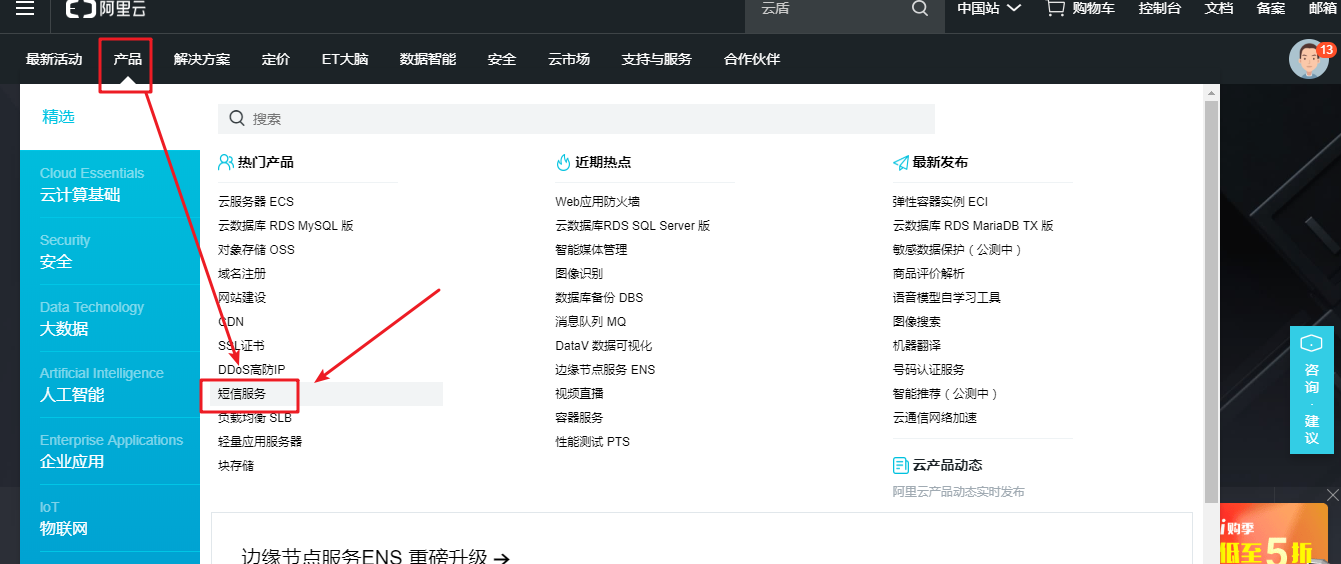 阿里云
云盾
中国站
购物车
控制台
文档
备案
邮箱
最新活动
产品
解决方案
定价
ET大脑
数据智能
安全
云市场
支持与服务
合作伙伴
13
精选
搜索
Cloud Essentials
云计算基础
Security
安全
Data Technology
大数据
Artificial Intelligence
人工智能
Enterprise Applications
企业应用
IoT
物联网
热门产品
云服务器 ECS
云数据库 RDS MySQL 版
对象存储 OSS
域名注册
网站建设
CDN
SSL证书
DDoS高防IP
短信服务
负载均衡 SLB
轻量应用服务器
块存储
近期热点
Web应用防火墙
云数据库RDS SQL Server 版
智能媒体管理
图像识别
数据库备份 DBS
消息队列 MQ
DataV 数据可视化
边缘节点服务 ENS
视频直播
容器服务
性能测试 PTS
最新发布
弹性容器实例 ECI
云数据库 RDS MariaDB TX 版
敏感数据保护（公测中）
商品评价解析
语音模型自学习工具
图像搜索
机器翻译
号码认证服务
智能推荐（公测中）
云通信网络加速
云产品动态
阿里云产品动态实时发布
边缘节点服务ENS 重磅升级
咨询·建议
购季
低至5折